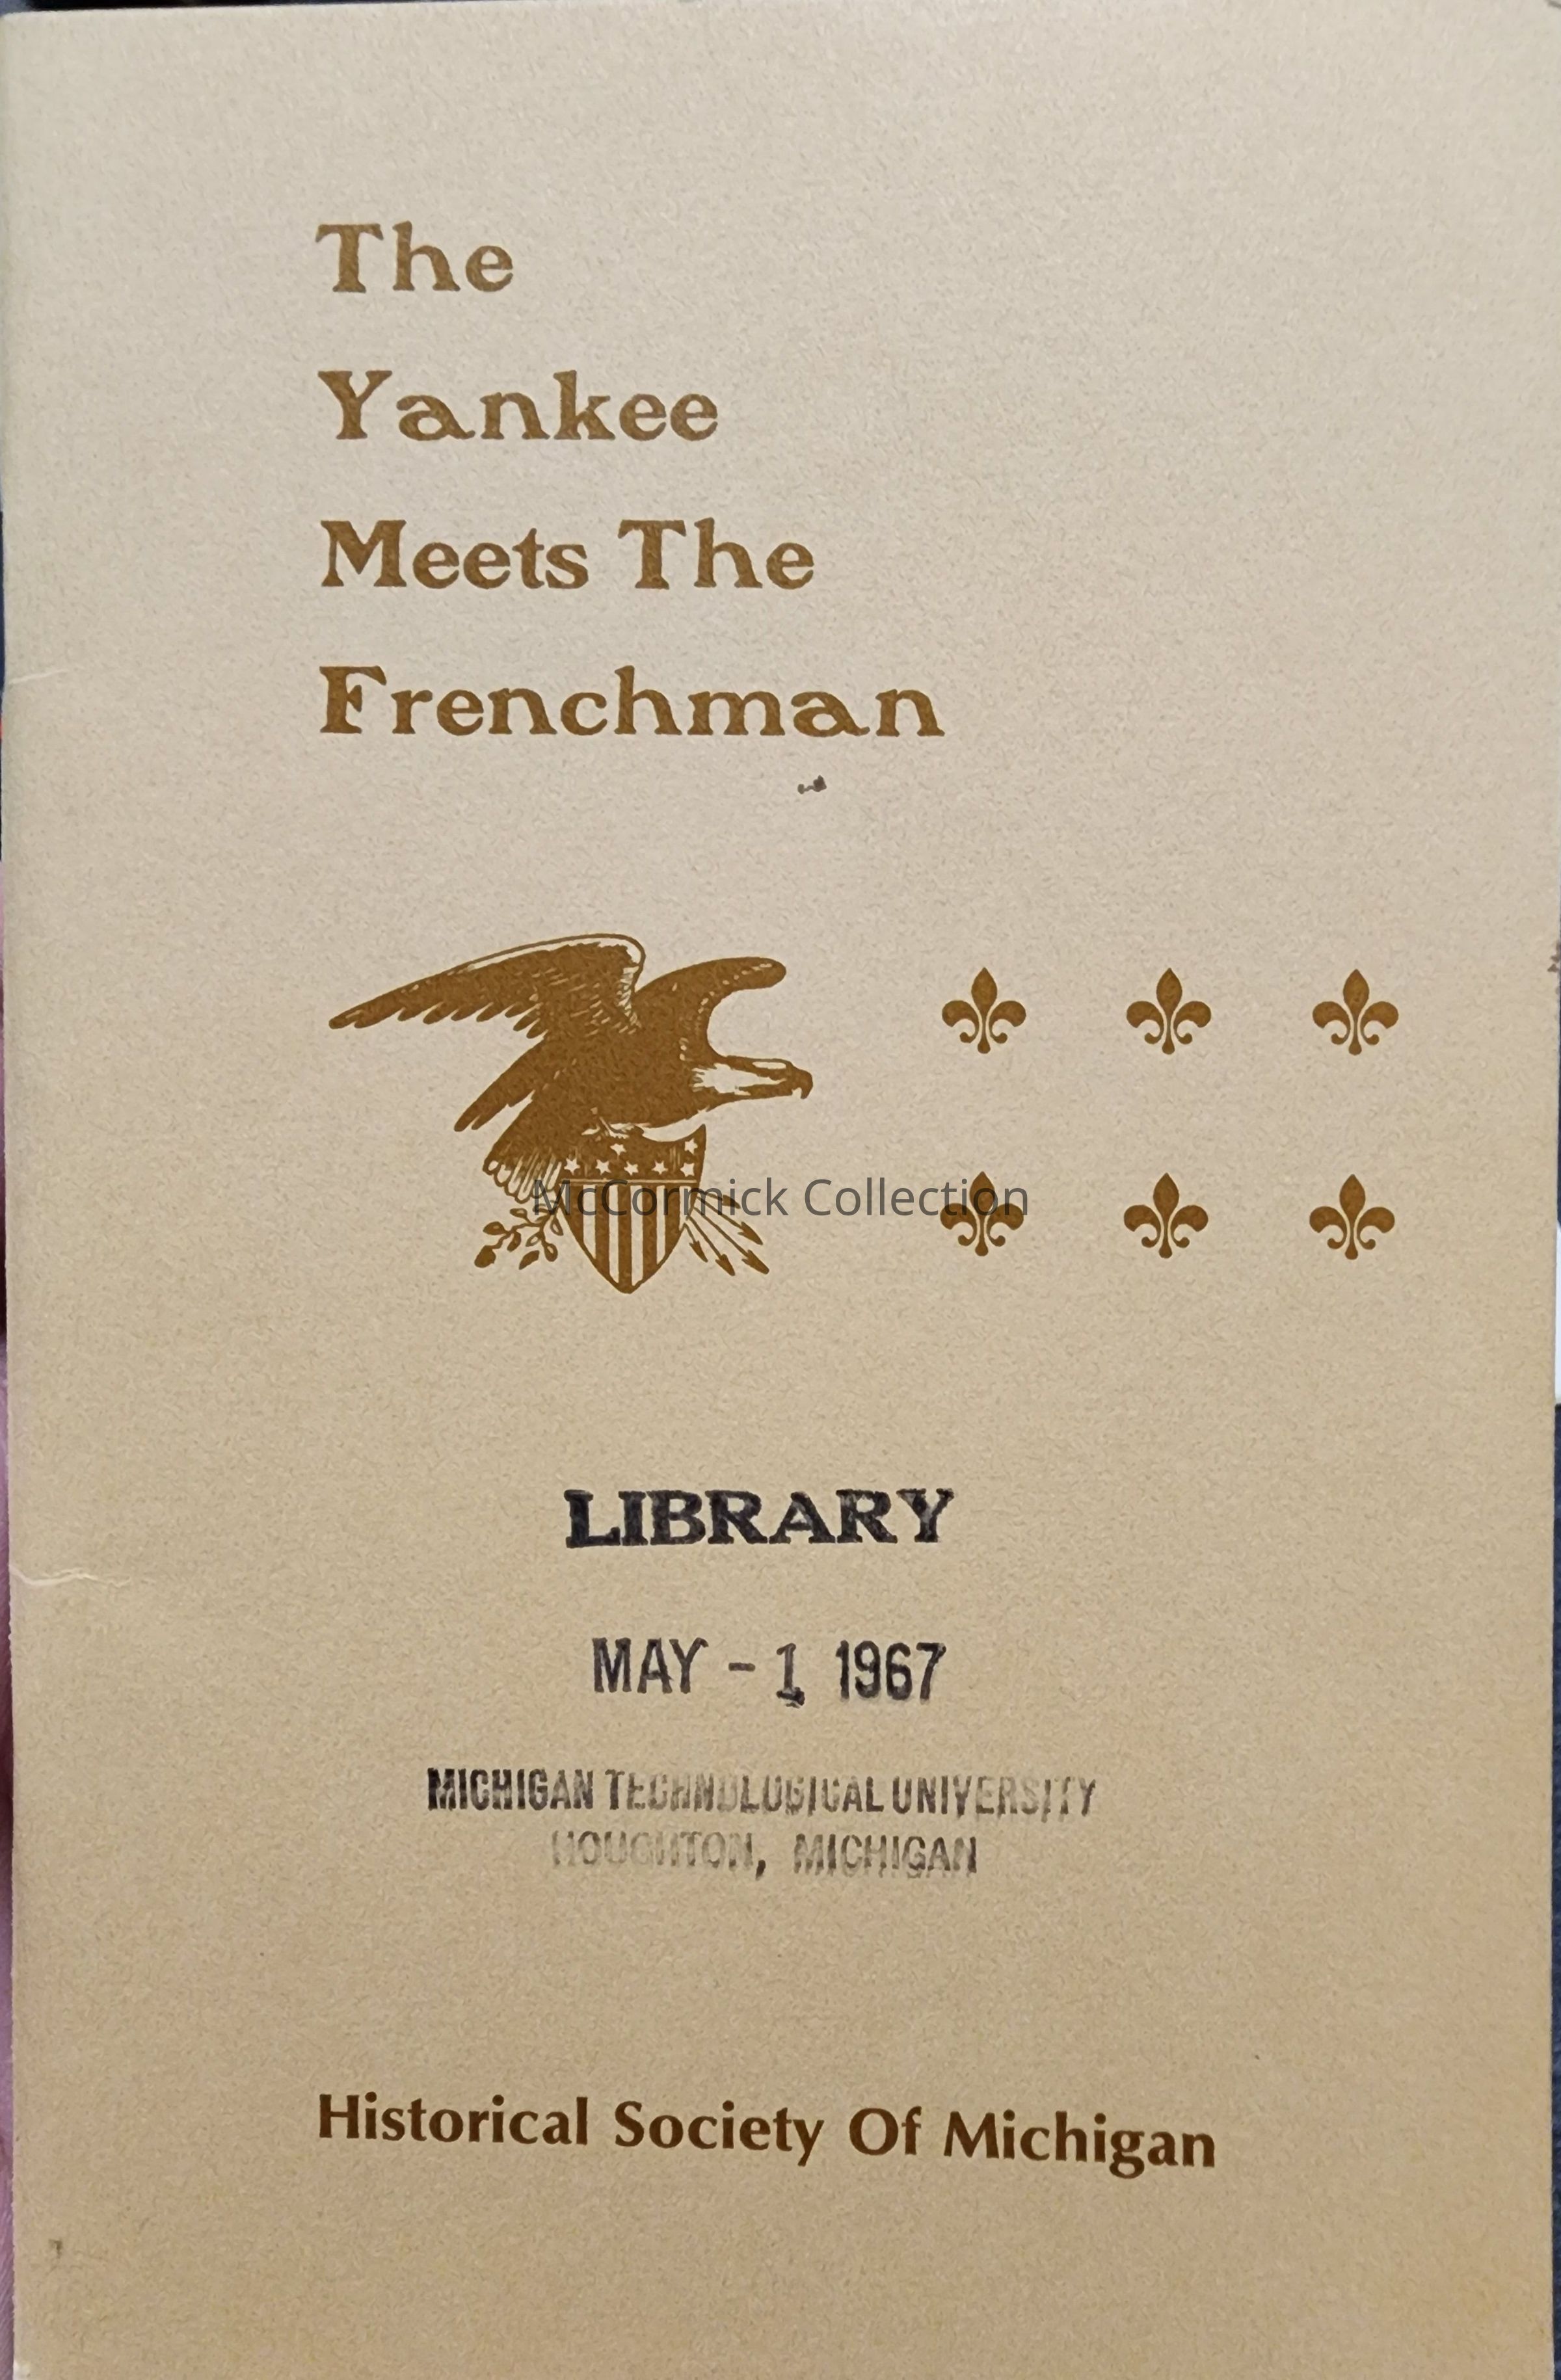 The
Yankee
Meets The
Frenchman
McCormick Collection
LIBRARY
MAY - 1 1967
MICHIGAN TECHNOLOGICAL UNIVERSITY
HOUGHTON, MICHIGAN
Historical Society Of Michigan